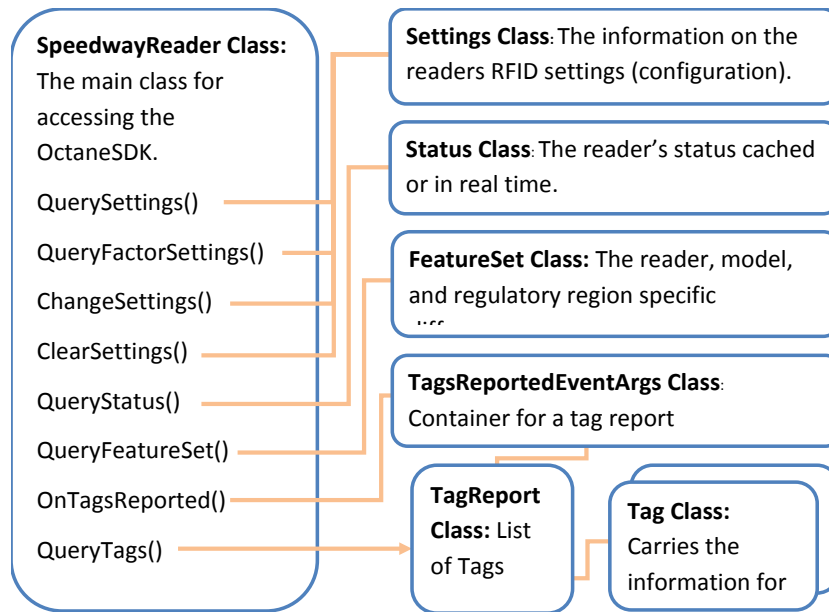 SpeedwayReader Class:
The main class for
accessing the
OctaneSDK.
QuerySettings()
QueryFactorSettings()
ChangeSettings()
ClearSettings()
QueryStatus()
QueryFeatureSet()
OnTagsReported()
QueryTags()
Settings Class: The information on the
readers RFID settings (configuration).
Status Class: The reader’s status cached
or in real time.
FeatureSet Class: The reader, model,
and regulatory region specific
TagsReportedEventArgs Class:
Container for a tag report
TagReport
Class: List
of Tags
Tag Class:
Carries the
information for